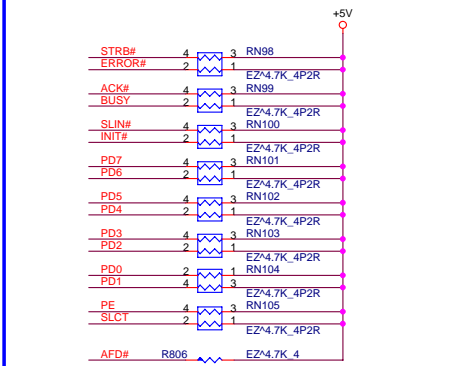 +5V
STRB# 4 3 RN98
ERROR# 2 1
EZ^4.7K_4P2R
ACK# 4 3 RN99
BUSY 2 1
EZ^4.7K_4P2R
SLIN# 4 3 RN100
INIT# 2 1
EZ^4.7K_4P2R
PD7 4 3 RN101
PD6 2 1
EZ^4.7K_4P2R
PD5 4 3 RN102
PD4 2 1
EZ^4.7K_4P2R
PD3 4 3 RN103
PD2 2 1
EZ^4.7K_4P2R
PD0 2 1 RN104
PD1 4 3
EZ^4.7K_4P2R
PE 4 3 RN105
SLCT 2 1
EZ^4.7K_4P2R
AFD# R806 EZ^4.7K_4